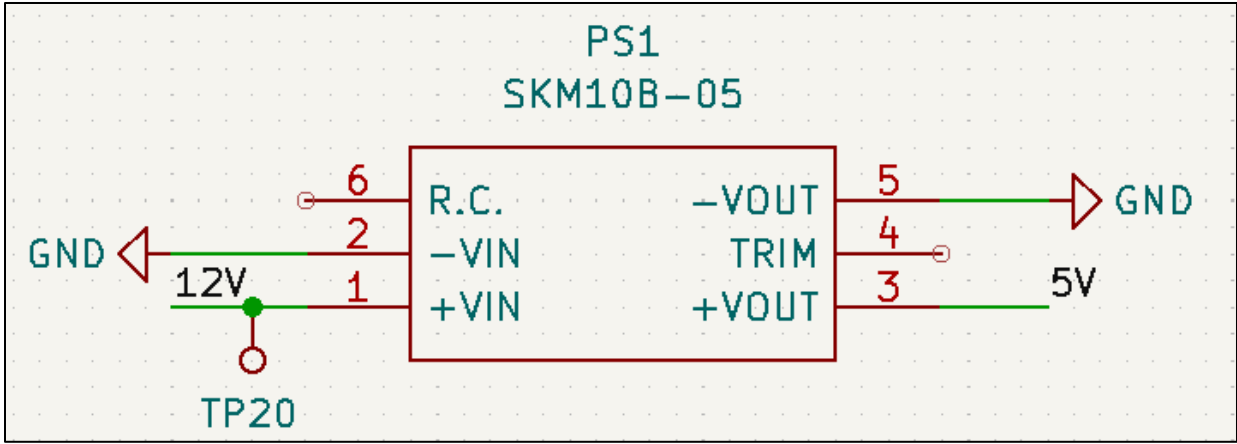 PS1
SKM10B-05
6 R.C. -VOUT 5 GND
GND 2 -VIN TRIM 4
12V 1 +VIN +VOUT 3 5V
TP20